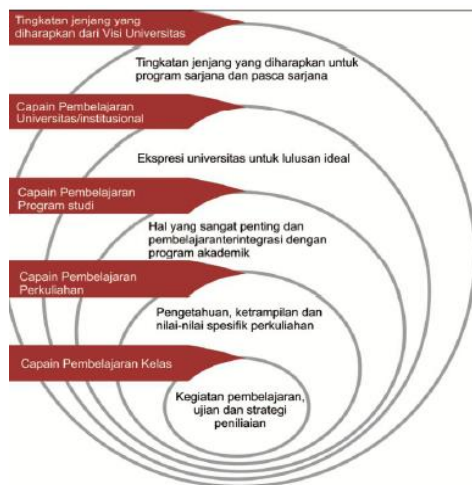 Tingkatan jenjang yang
diharapkan dari Visi Universitas
Tingkatan jenjang yang diharapkan untuk
program sarjana dan pasca sarjana
Capain Pembelajaran
Universitas/institusional
Ekspresi universitas untuk lulusan ideal
Capain Pembelajaran
Program studi
Hal yang sangat penting dan
pembelajaranterintegrasi dengan
program akademik
Capain Pembelajaran
Perkuliahan
Pengetahuan, ketrampilan dan
nilai-nilai spesifik perkuliahan
Capain Pembelajaran Kelas
Kegiatan pembelajaran,
ujian dan strategi
peniliaian